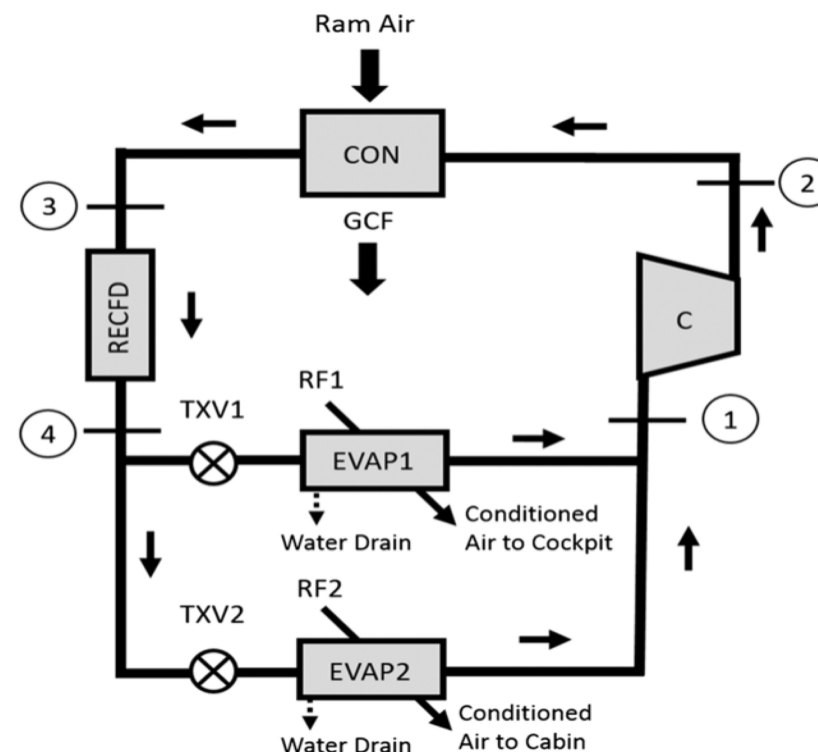 Ram Air
CON
2
3
GCF
RECFD
C
RF1
TXV1
4
1
EVAP1
Conditioned
Air to Cockpit
Water Drain
RF2
TXV2
EVAP2
Conditioned
Air to Cabin
Water Drain